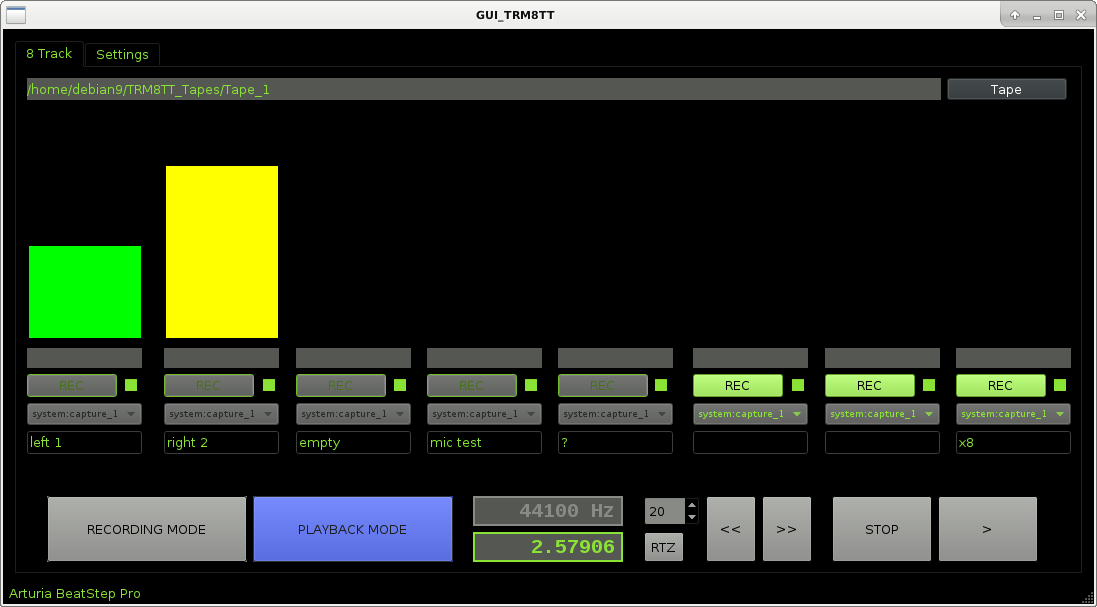 GUI_TRM8TT
8 Track Settings
/home/debian9/TRM8TT_Tapes/Tape_1 Tape
REC REC REC REC REC REC REC REC
system:capture_1 system:capture_1 system:capture_1 system:capture_1 system:capture_1 system:capture_1 system:capture_1 system:capture_1
left 1 right 2 empty mic test ? x8
RECORDING MODE PLAYBACK MODE 44100 Hz 20 << >> STOP >
2.57906 RTZ
Arturia BeatStep Pro